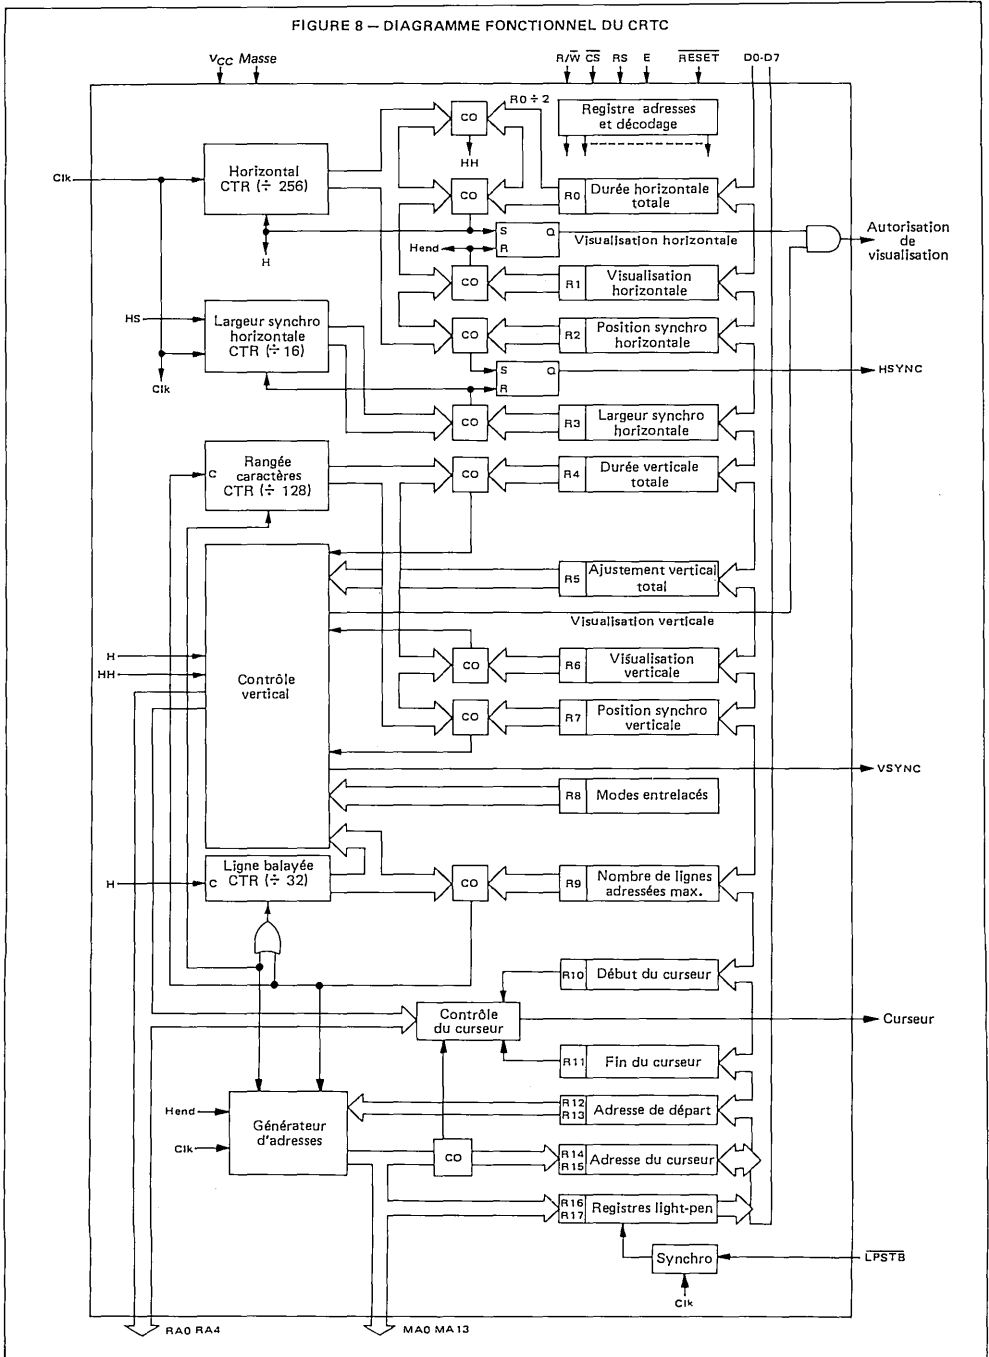 FIGURE 8 — DIAGRAMME FONCTIONNEL DU CRTC
VCC Masse
R/W̅ C̅S̅ RS E R̅E̅S̅E̅T̅ D0-D7
R0 ÷ 2
Registre adresses
et décodage
CO
HH
Clk
Horizontal
CTR (÷ 256)
CO
R0 Durée horizontale
totale
H
S Q
R
Hend
Visualisation horizontale
Autorisation
de
visualisation
CO
R1 Visualisation
horizontale
HS
Largeur synchro
horizontale
CTR (÷ 16)
Clk
CO
R2 Position synchro
horizontale
S Q
R
HSYNC
CO
R3 Largeur synchro
horizontale
C
Rangée
caractères
CTR (÷ 128)
CO
R4 Durée verticale
totale
R5 Ajustement vertical
total
Visualisation verticale
H
HH
Contrôle
vertical
CO
R6 Visualisation
verticale
CO
R7 Position synchro
verticale
VSYNC
R8 Modes entrelacés
H
C
Ligne balayée
CTR (÷ 32)
CO
R9 Nombre de lignes
adressées max.
R10 Début du curseur
Contrôle
du curseur
Curseur
R11 Fin du curseur
Hend
Clk
Générateur
d'adresses
R12
R13 Adresse de départ
CO
R14
R15 Adresse du curseur
R16
R17 Registres light-pen
Synchro
L̅P̅S̅T̅B̅
Clk
RA0 RA4
MA0 MA13